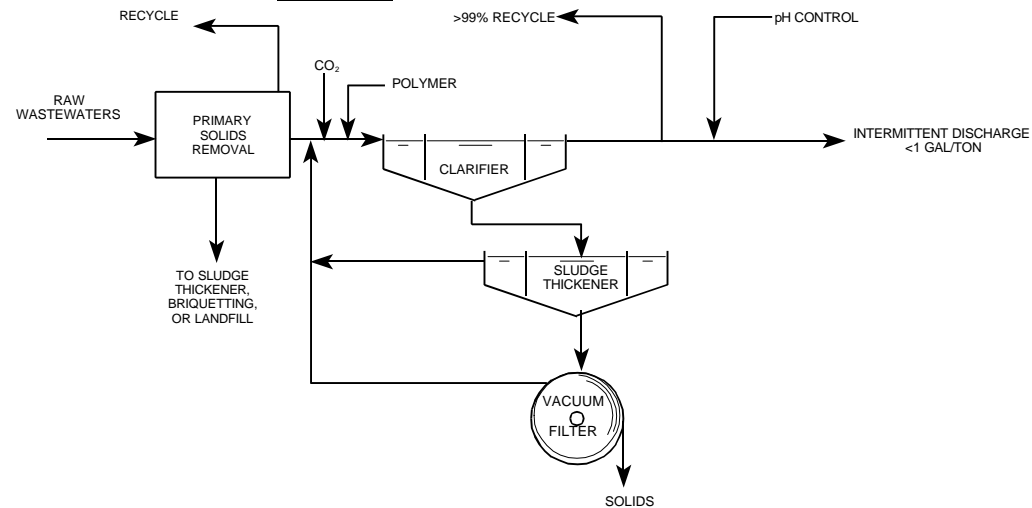 RECYCLE
>99% RECYCLE
pH CONTROL
CO₂
POLYMER
RAW
WASTEWATERS
PRIMARY
SOLIDS
REMOVAL
INTERMITTENT DISCHARGE
<1 GAL/TON
CLARIFIER
SLUDGE
THICKENER
TO SLUDGE
THICKENER,
BRIQUETTING,
OR LANDFILL
VACUUM
FILTER
SOLIDS